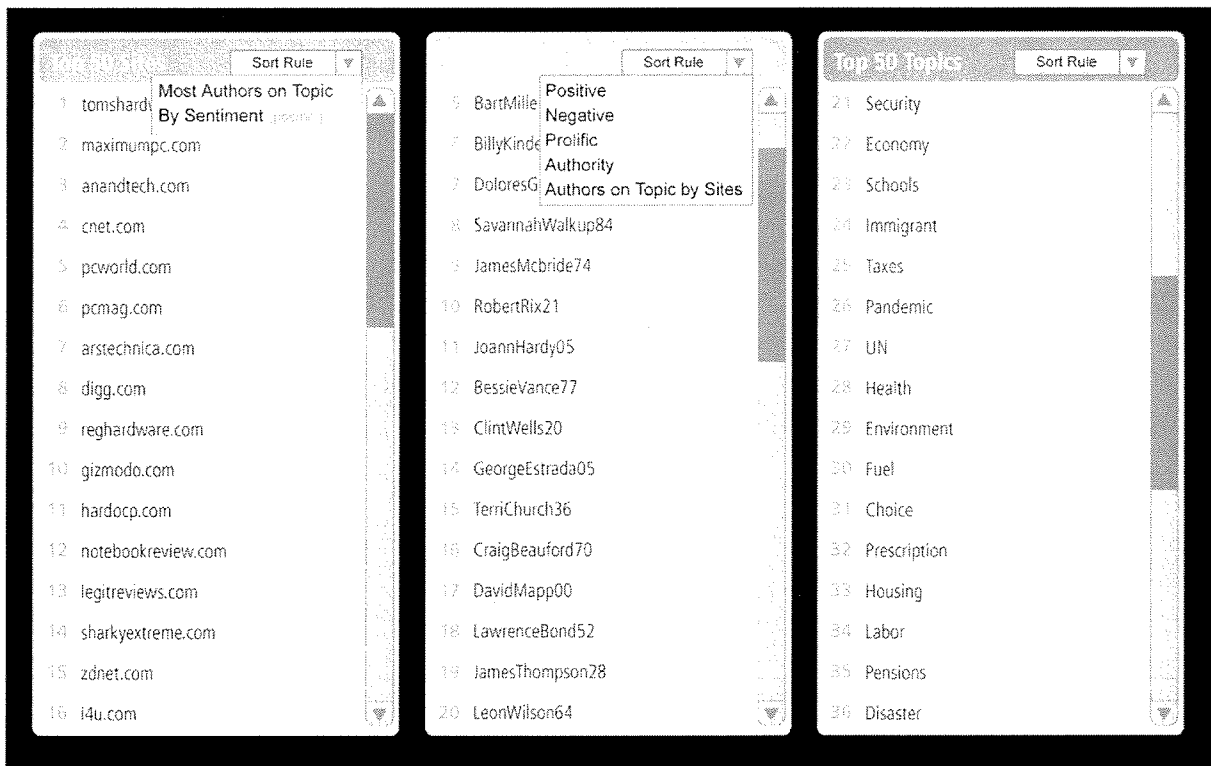 Sort Rule
Most Authors on Topic
By Sentiment
1 tomshardw
2 maximumpc.com
3 anandtech.com
4 cnet.com
5 pcworld.com
6 pcmag.com
7 arstechnica.com
8 digg.com
9 reghardware.com
10 gizmodo.com
11 hardocp.com
12 notebookreview.com
13 legitreviews.com
14 sharkyextreme.com
15 zdnet.com
16 i4u.com
Sort Rule
Positive
Negative
Prolific
Authority
Authors on Topic by Sites
5 BartMille
7 BillyKinde
7 DoloresG
8 SavannahWalkup84
9 JamesMcbride74
10 RobertRix21
11 JoannHardy05
12 BessieVance77
13 ClintWells20
14 GeorgeEstrada05
15 TerriChurch36
16 CraigBeauford70
17 DavidMapp00
18 LawrenceBond52
19 JamesThompson28
20 LeonWilson64
Top 50 Topics
Sort Rule
21 Security
22 Economy
23 Schools
24 Immigrant
25 Taxes
26 Pandemic
27 UN
28 Health
29 Environment
30 Fuel
31 Choice
32 Prescription
33 Housing
34 Labor
35 Pensions
36 Disaster